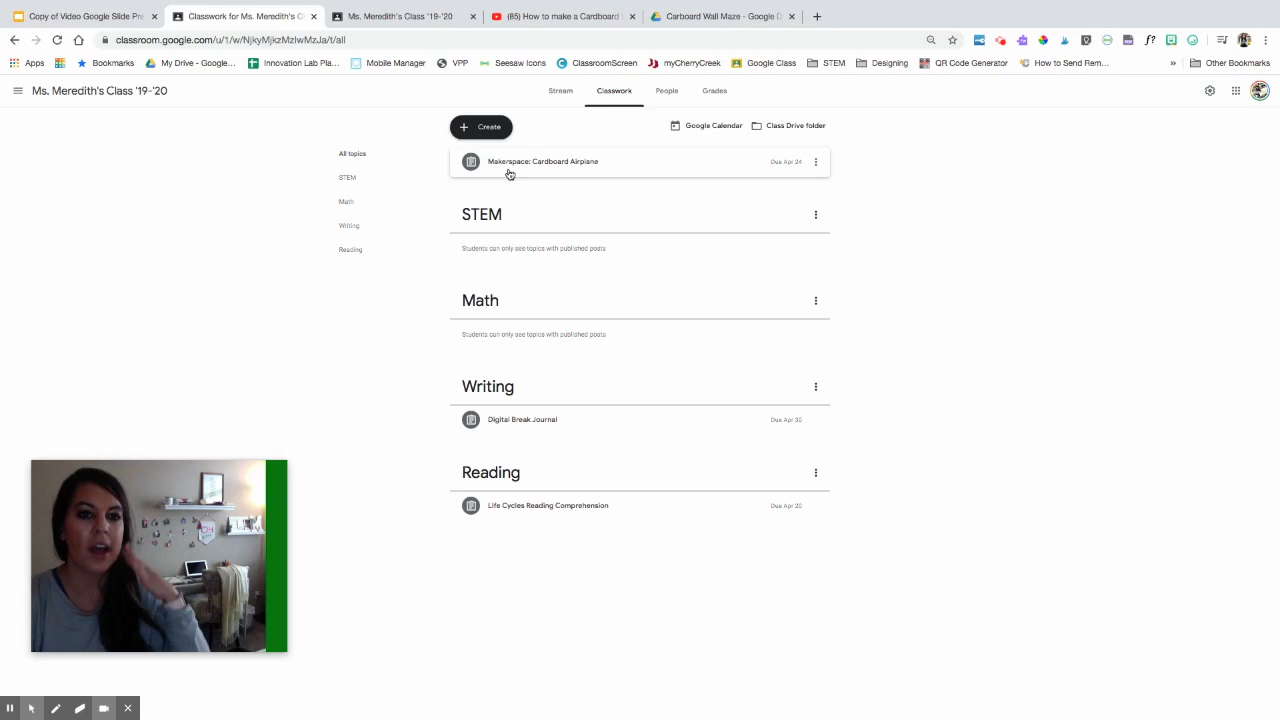 Copy of Video Google Slide Pre
Classwork for Ms. Meredith's C
Ms. Meredith's Class '19-'20
(85) How to make a Cardboard
Carboard Wall Maze - Google D
classroom.google.com/u/1/w/NjkyMjkzMzIwMzJa/t/all
Apps
Bookmarks
My Drive - Google...
Innovation Lab Pla...
Mobile Manager
VPP
Seesaw Icons
ClassroomScreen
myCherryCreek
Google Class
STEM
Designing
QR Code Generator
How to Send Rem...
»
Other Bookmarks
Ms. Meredith's Class '19-'20
Stream
Classwork
People
Grades
+ Create
Google Calendar
Class Drive folder
All topics
STEM
Math
Writing
Reading
Makerspace: Cardboard Airplane
Due Apr 24
STEM
Students can only see topics with published posts
Math
Students can only see topics with published posts
Writing
Digital Break Journal
Due Apr 30
Reading
Life Cycles Reading Comprehension
Due Apr 20